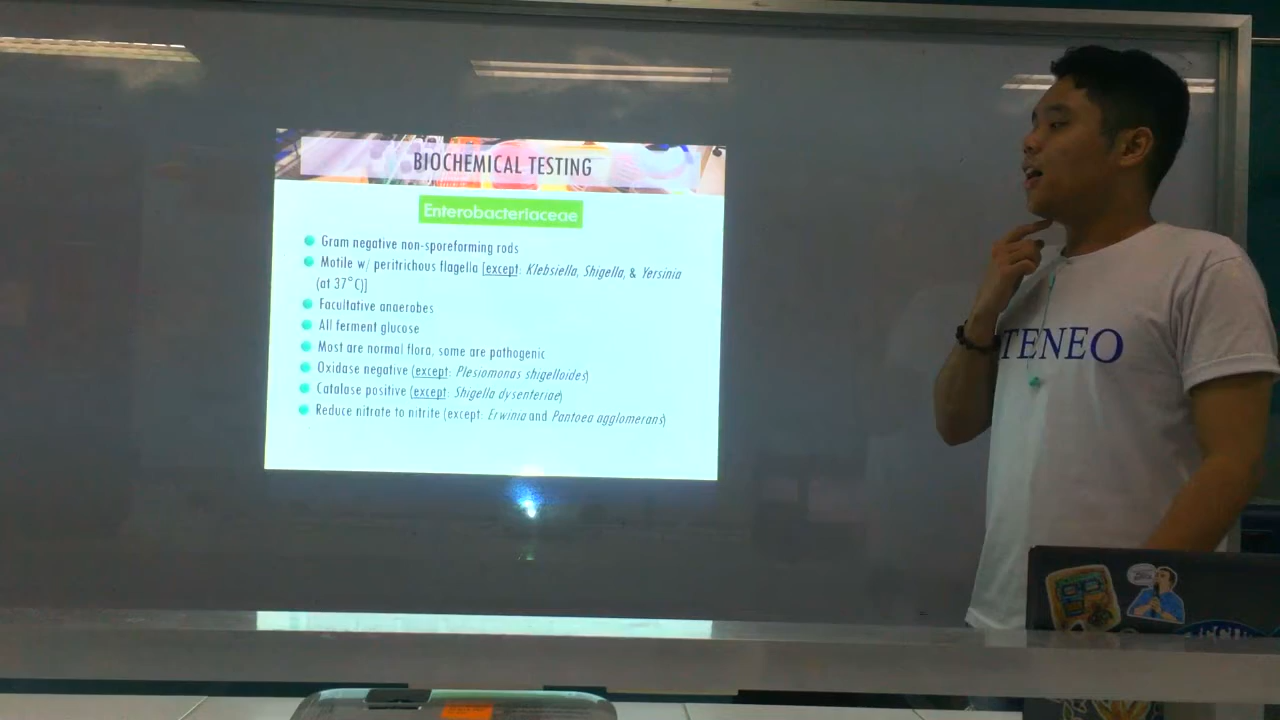 BIOCHEMICAL TESTING
Enterobacteriaceae
Gram negative non-sporeforming rods
Motile w/ peritrichous flagella [except: Klebsiella, Shigella, & Yersinia
(at 37°C)]
Facultative anaerobes
All ferment glucose
Most are normal flora, some are pathogenic
Oxidase negative (except: Plesiomonas shigelloides)
Catalase positive (except: Shigella dysenteriae)
Reduce nitrate to nitrite (except: Erwinia and Pantoea agglomerans)
TENEO